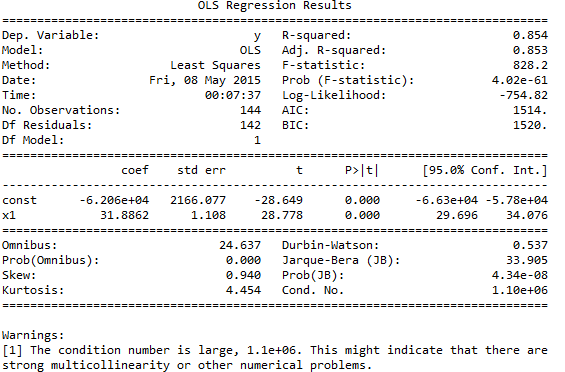 OLS Regression Results
==============================================================================
Dep. Variable: y R-squared: 0.854
Model: OLS Adj. R-squared: 0.853
Method: Least Squares F-statistic: 828.2
Date: Fri, 08 May 2015 Prob (F-statistic): 4.02e-61
Time: 00:07:37 Log-Likelihood: -754.82
No. Observations: 144 AIC: 1514.
Df Residuals: 142 BIC: 1520.
Df Model: 1
==============================================================================
coef std err t P>|t| [95.0% Conf. Int.]
------------------------------------------------------------------------------
const -6.206e+04 2166.077 -28.649 0.000 -6.63e+04 -5.78e+04
x1 31.8862 1.108 28.778 0.000 29.696 34.076
==============================================================================
Omnibus: 24.637 Durbin-Watson: 0.537
Prob(Omnibus): 0.000 Jarque-Bera (JB): 33.905
Skew: 0.940 Prob(JB): 4.34e-08
Kurtosis: 4.454 Cond. No. 1.10e+06
==============================================================================
Warnings:
[1] The condition number is large, 1.1e+06. This might indicate that there are
strong multicollinearity or other numerical problems.